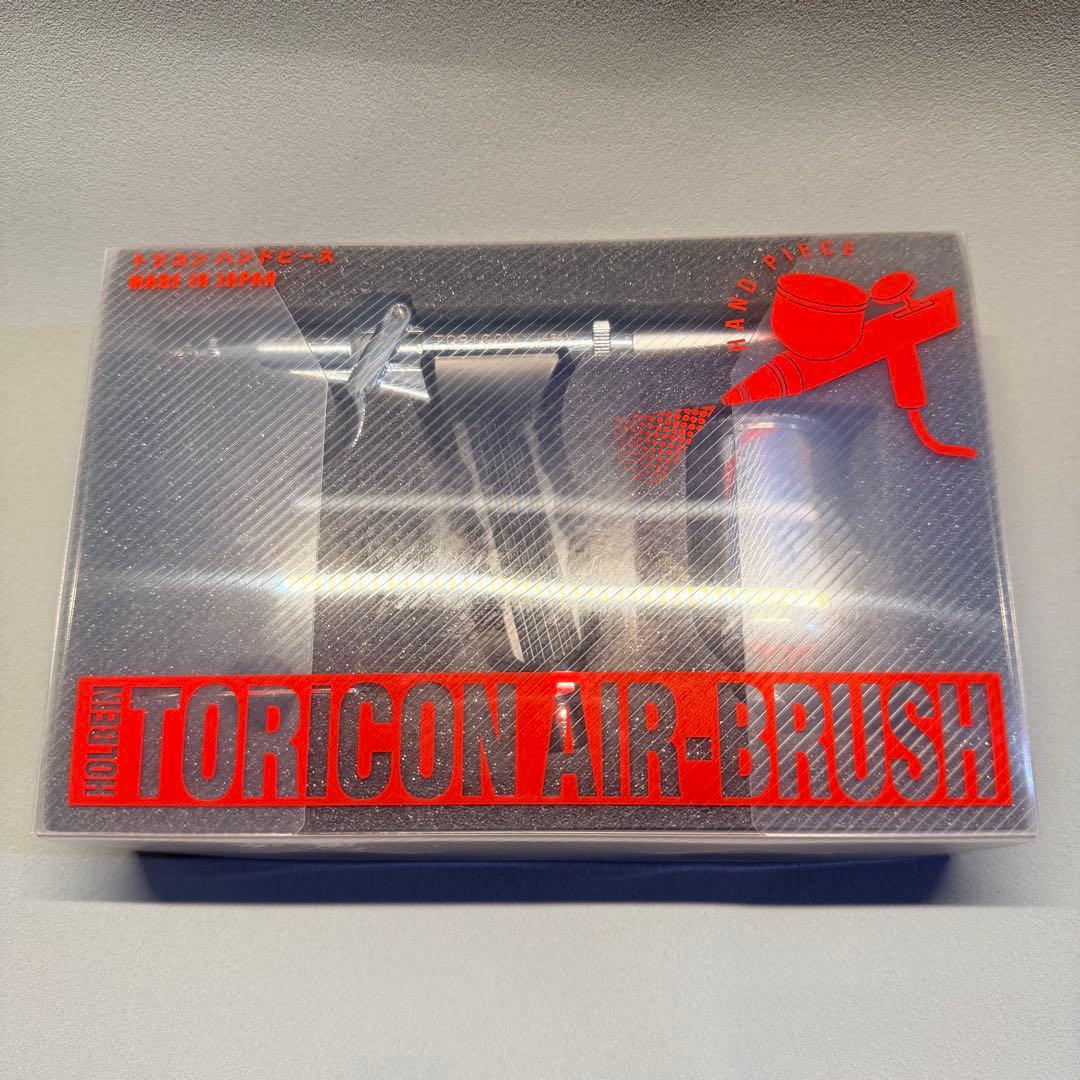 トリコン ハンドピース
MADE IN JAPAN
HAND PIECE
TORICON JAPAN
HOLBEIN
TORICON AIR-BRUSH